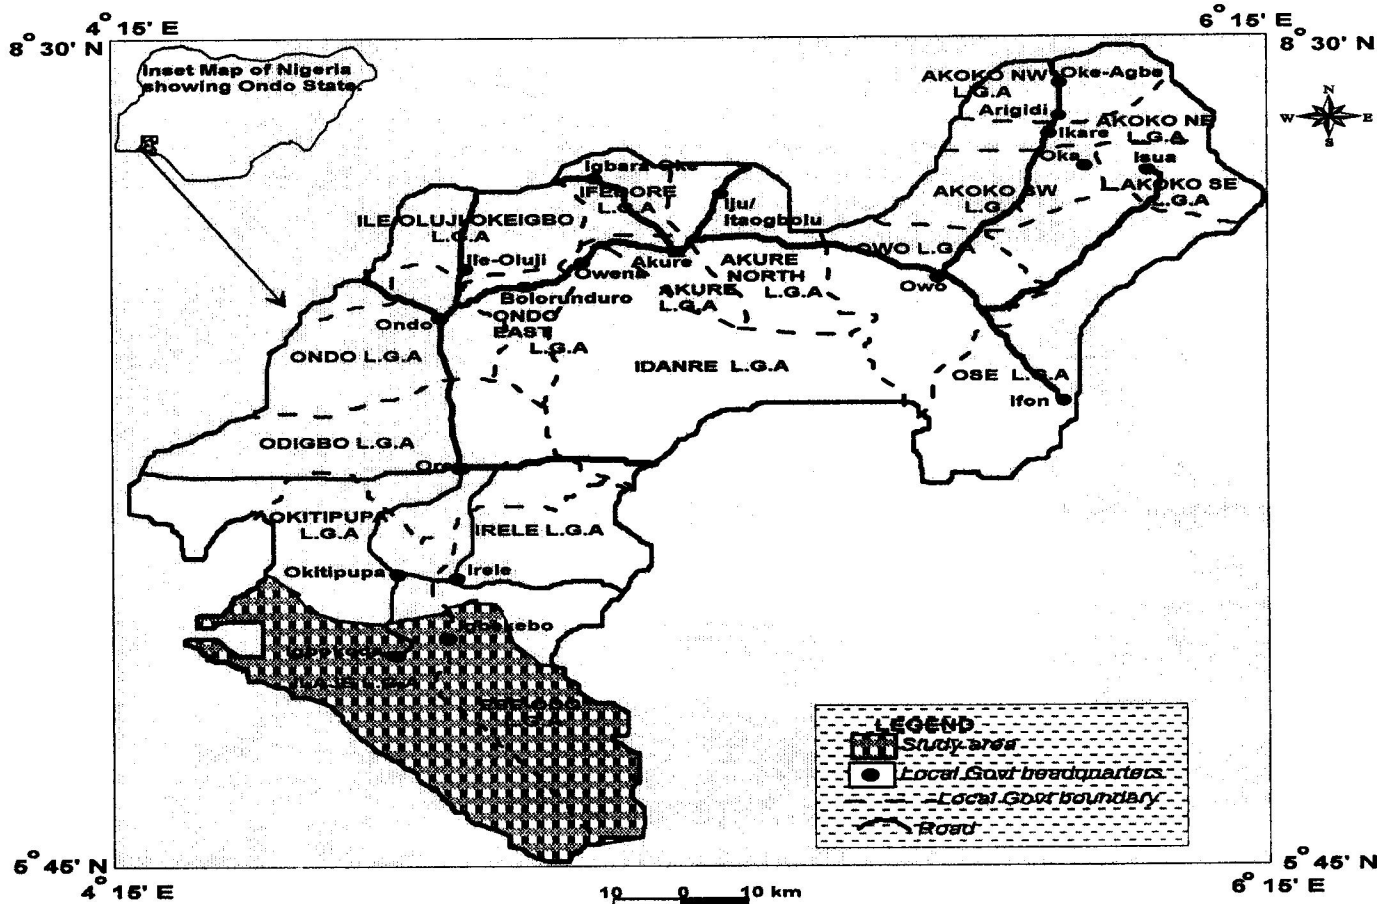 4° 15' E
6° 15' E
8° 30' N
8° 30' N
Inset Map of Nigeria
showing Ondo State.
N
W
E
S
AKOKO NW
L.G.A
Oke-Agbe
Arigidi
AKOKO NE
L.G.A
Ikare
Oka
Isua
AKOKO SW
L.G.
AKOKO SE
L.G.A
Igbara-Oke
IFEDORE
L.G.A
Iju/
Itaogbolu
ILE OLUJI OKEIGBO
L.G.A
OWO L.G.A
Ile-Oluji
Owena
Akure
AKURE
NORTH
L.G.A
AKURE
L.G.A
Owo
Bolorunduro
Ondo
ONDO
EAST
L.G.A
ONDO L.G.A
IDANRE L.G.A
OSE L.G.A
Ifon
ODIGBO L.G.A
Ore
OKITIPUPA
L.G.A
IRELE L.G.A
Okitipupa
Irele
Igbekebo
L.G.A
LEGEND
Study area
Local Govt headquarters
Local Govt boundary
Road
5° 45' N
5° 45' N
4° 15' E
6° 15' E
10 0 10 km